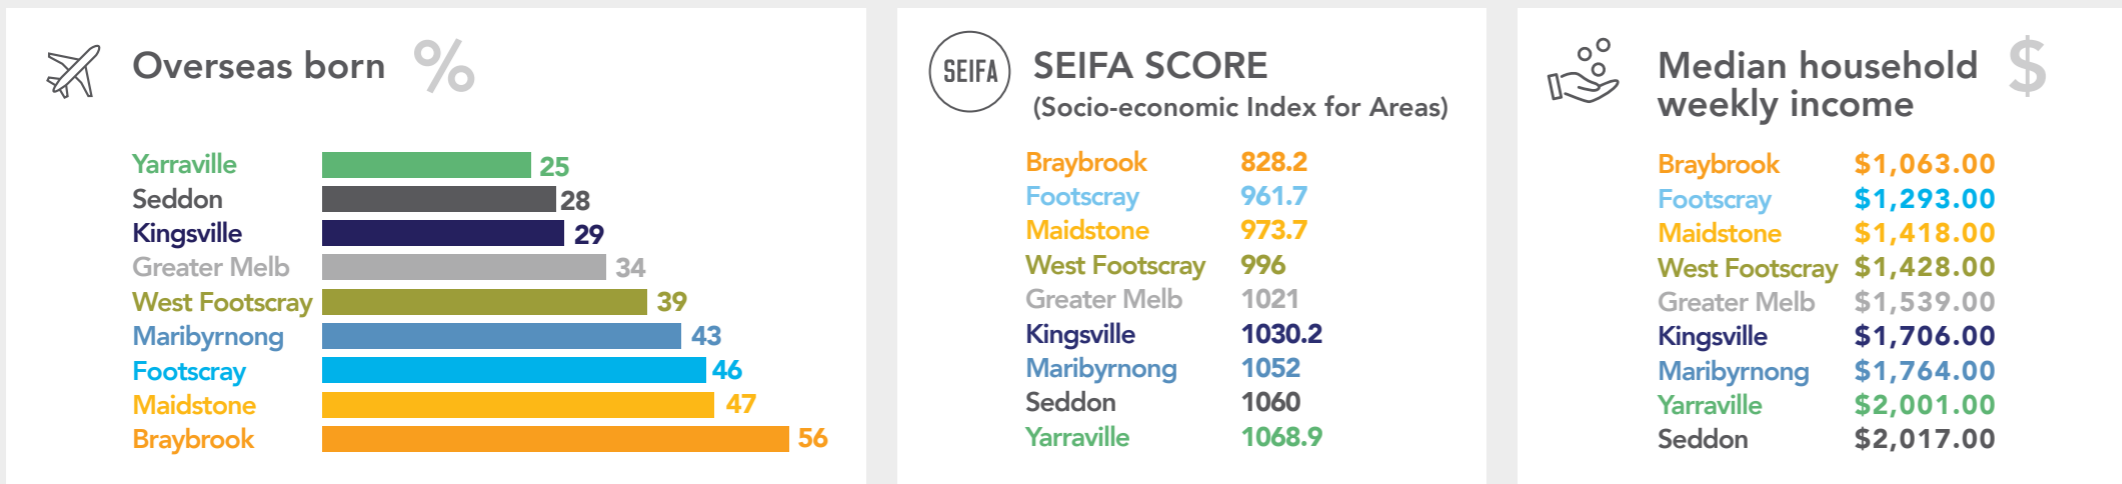 Overseas born %
Yarraville 25
Seddon 28
Kingsville 29
Greater Melb 34
West Footscray 39
Maribyrnong 43
Footscray 46
Maidstone 47
Braybrook 56
SEIFA
SEIFA SCORE
(Socio-economic Index for Areas)
Braybrook 828.2
Footscray 961.7
Maidstone 973.7
West Footscray 996
Greater Melb 1021
Kingsville 1030.2
Maribyrnong 1052
Seddon 1060
Yarraville 1068.9
Median household $
weekly income
Braybrook $1,063.00
Footscray $1,293.00
Maidstone $1,418.00
West Footscray $1,428.00
Greater Melb $1,539.00
Kingsville $1,706.00
Maribyrnong $1,764.00
Yarraville $2,001.00
Seddon $2,017.00